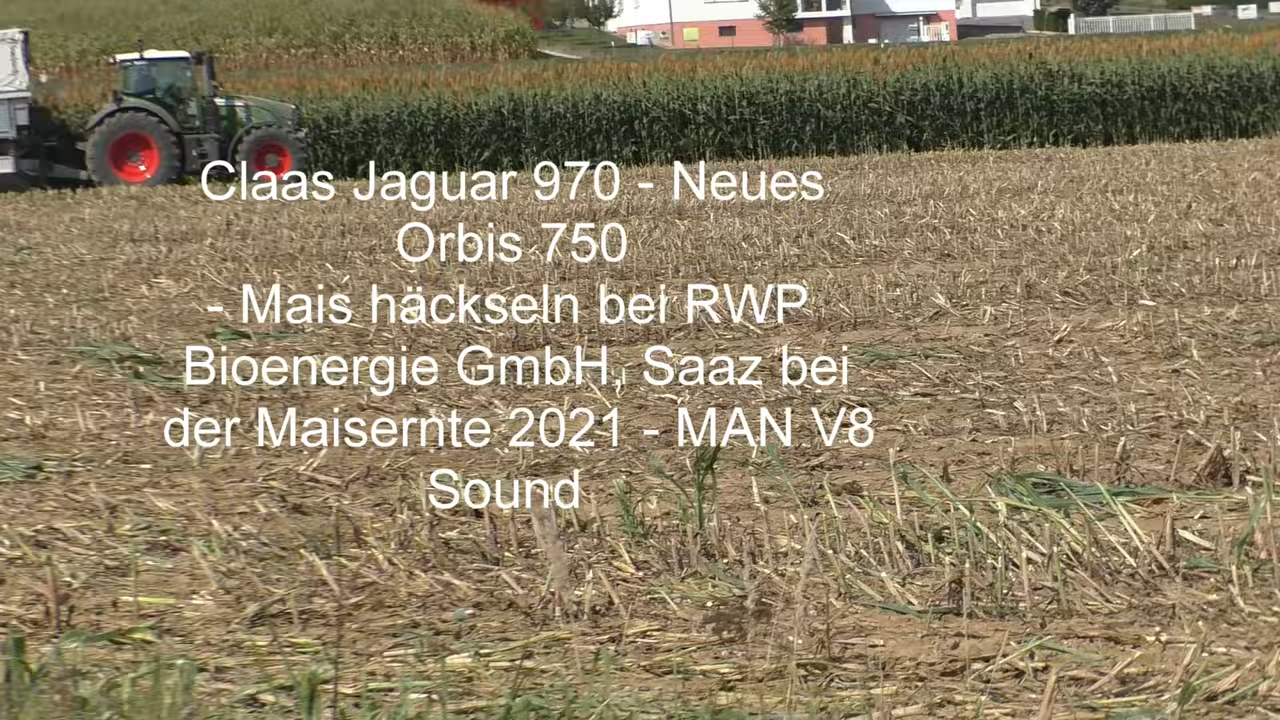 Claas Jaguar 970 - Neues
Orbis 750
- Mais häckseln bei RWP
Bioenergie GmbH, Saaz bei
der Maisernte 2021 - MAN V8
Sound